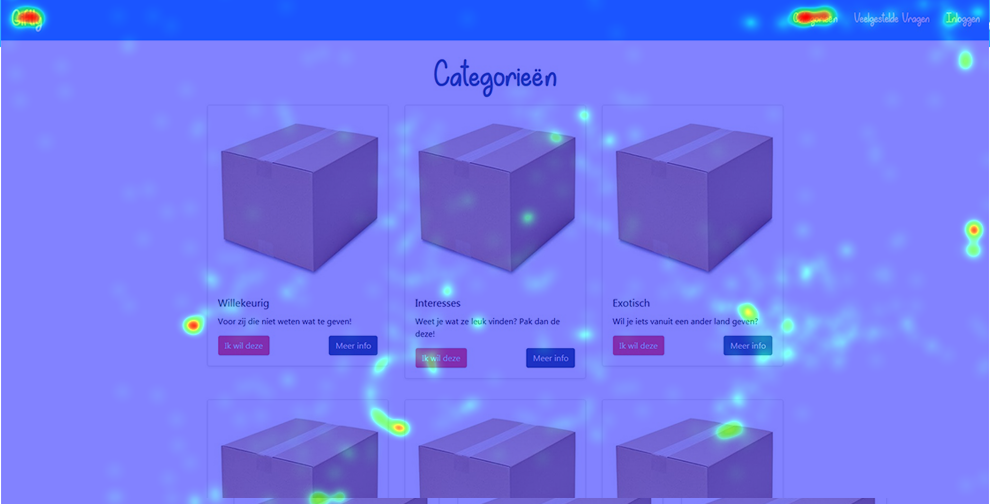 Categorieën Veelgestelde Vragen Inloggen
Categorieën
Willekeurig
Voor zij die niet weten wat te geven!
Ik wil deze Meer info
Interesses
Weet je wat ze leuk vinden? Pak dan de
deze!
Ik wil deze Meer info
Exotisch
Wil je iets vanuit een ander land geven?
Ik wil deze Meer info